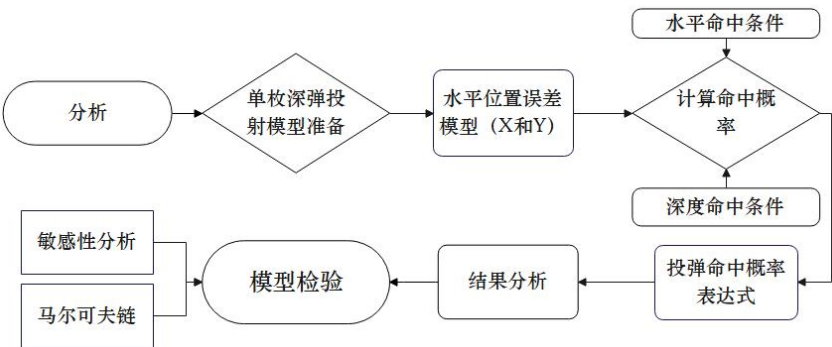 水平命中条件
分析
单枚深弹投
射模型准备
水平位置误差
模型（X和Y）
计算命中概
率
深度命中条件
敏感性分析
马尔可夫链
模型检验
结果分析
投弹命中概率
表达式